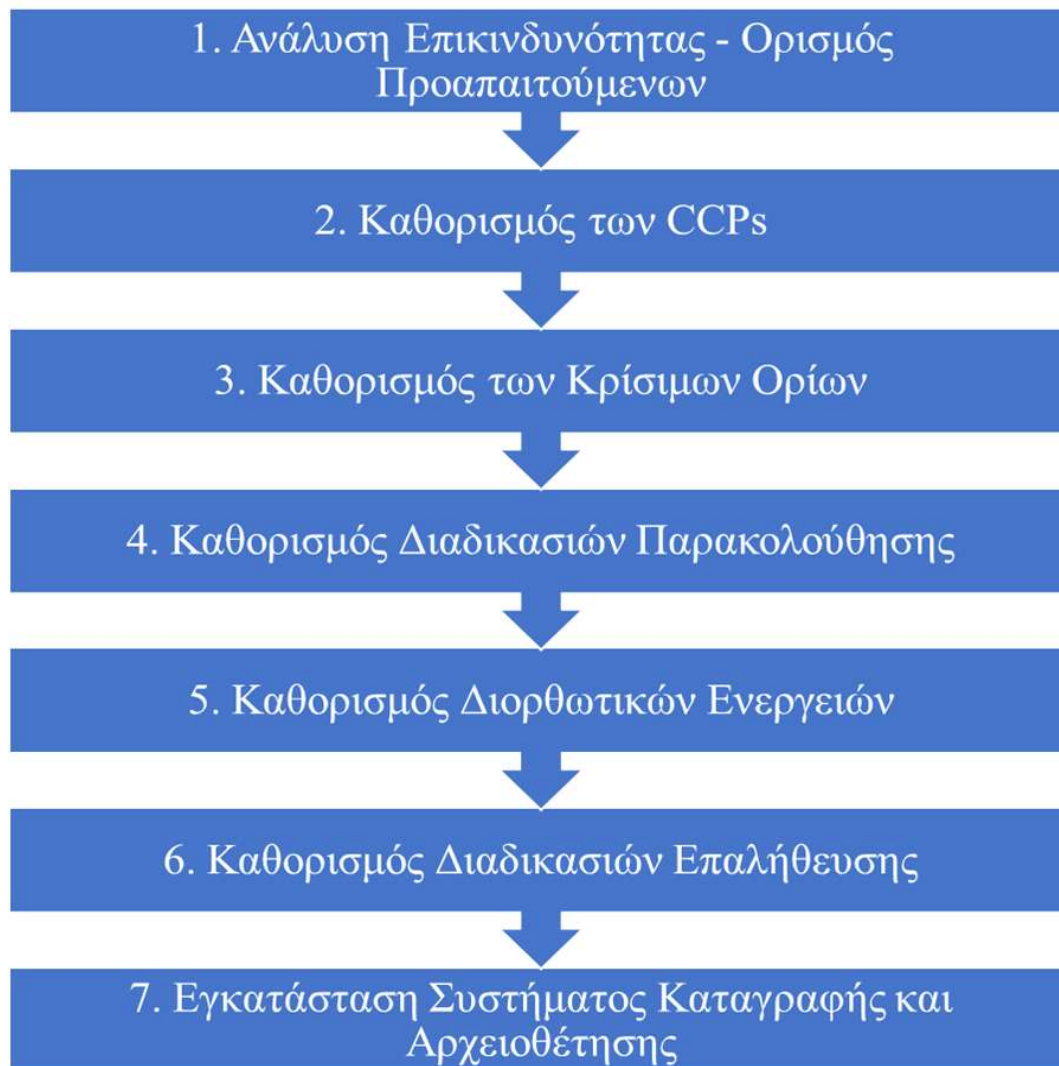 1. Ανάλυση Επικινδυνότητας - Ορισμός
Προαπαιτούμενων
2. Καθορισμός των CCPs
3. Καθορισμός των Κρίσιμων Ορίων
4. Καθορισμός Διαδικασιών Παρακολούθησης
5. Καθορισμός Διορθωτικών Ενεργειών
6. Καθορισμός Διαδικασιών Επαλήθευσης
7. Εγκατάσταση Συστήματος Καταγραφής και
Αρχειοθέτησης